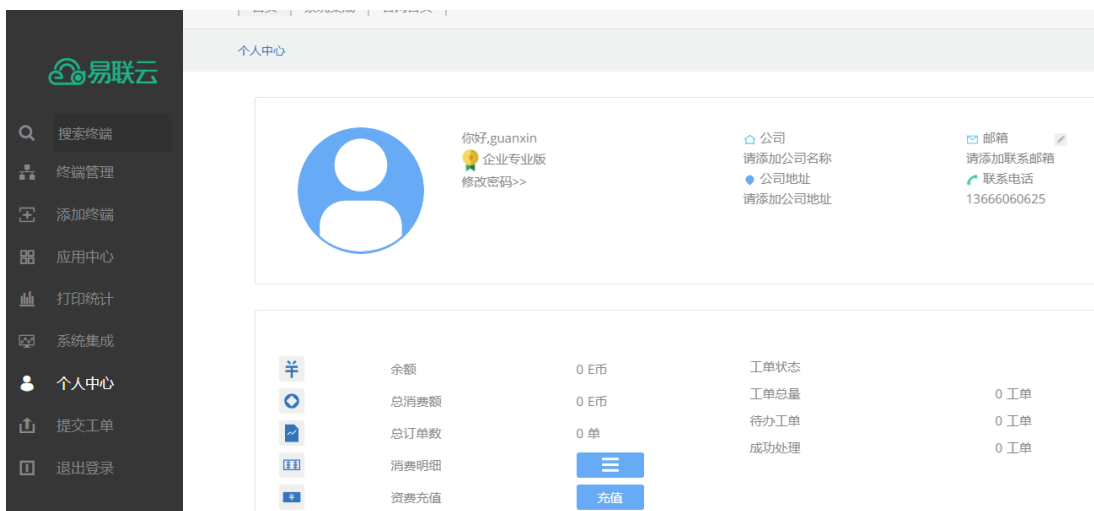 个人中心
易联云
搜索终端
终端管理
添加终端
应用中心
打印统计
系统集成
个人中心
提交工单
退出登录
你好,guanxin
企业专业版
修改密码>>
公司
请添加公司名称
公司地址
请添加公司地址
邮箱
请添加联系邮箱
联系电话
13666060625
余额 0 E币
总消费额 0 E币
总订单数 0 单
消费明细
资费充值 充值
工单状态
工单总量 0 工单
待办工单 0 工单
成功处理 0 工单